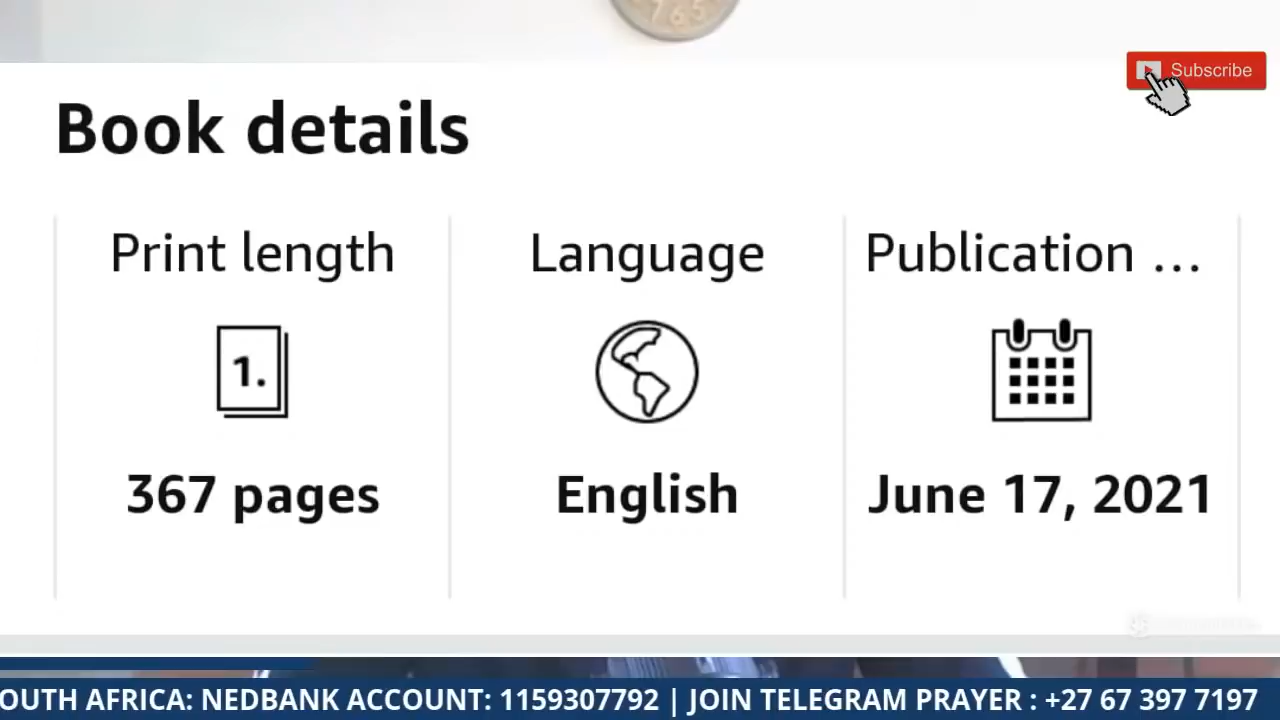 765
Subscribe
Book details
Print length
Language
Publication ...
1.
367 pages
English
June 17, 2021
OUTH AFRICA: NEDBANK ACCOUNT: 1159307792 | JOIN TELEGRAM PRAYER : +27 67 397 7197